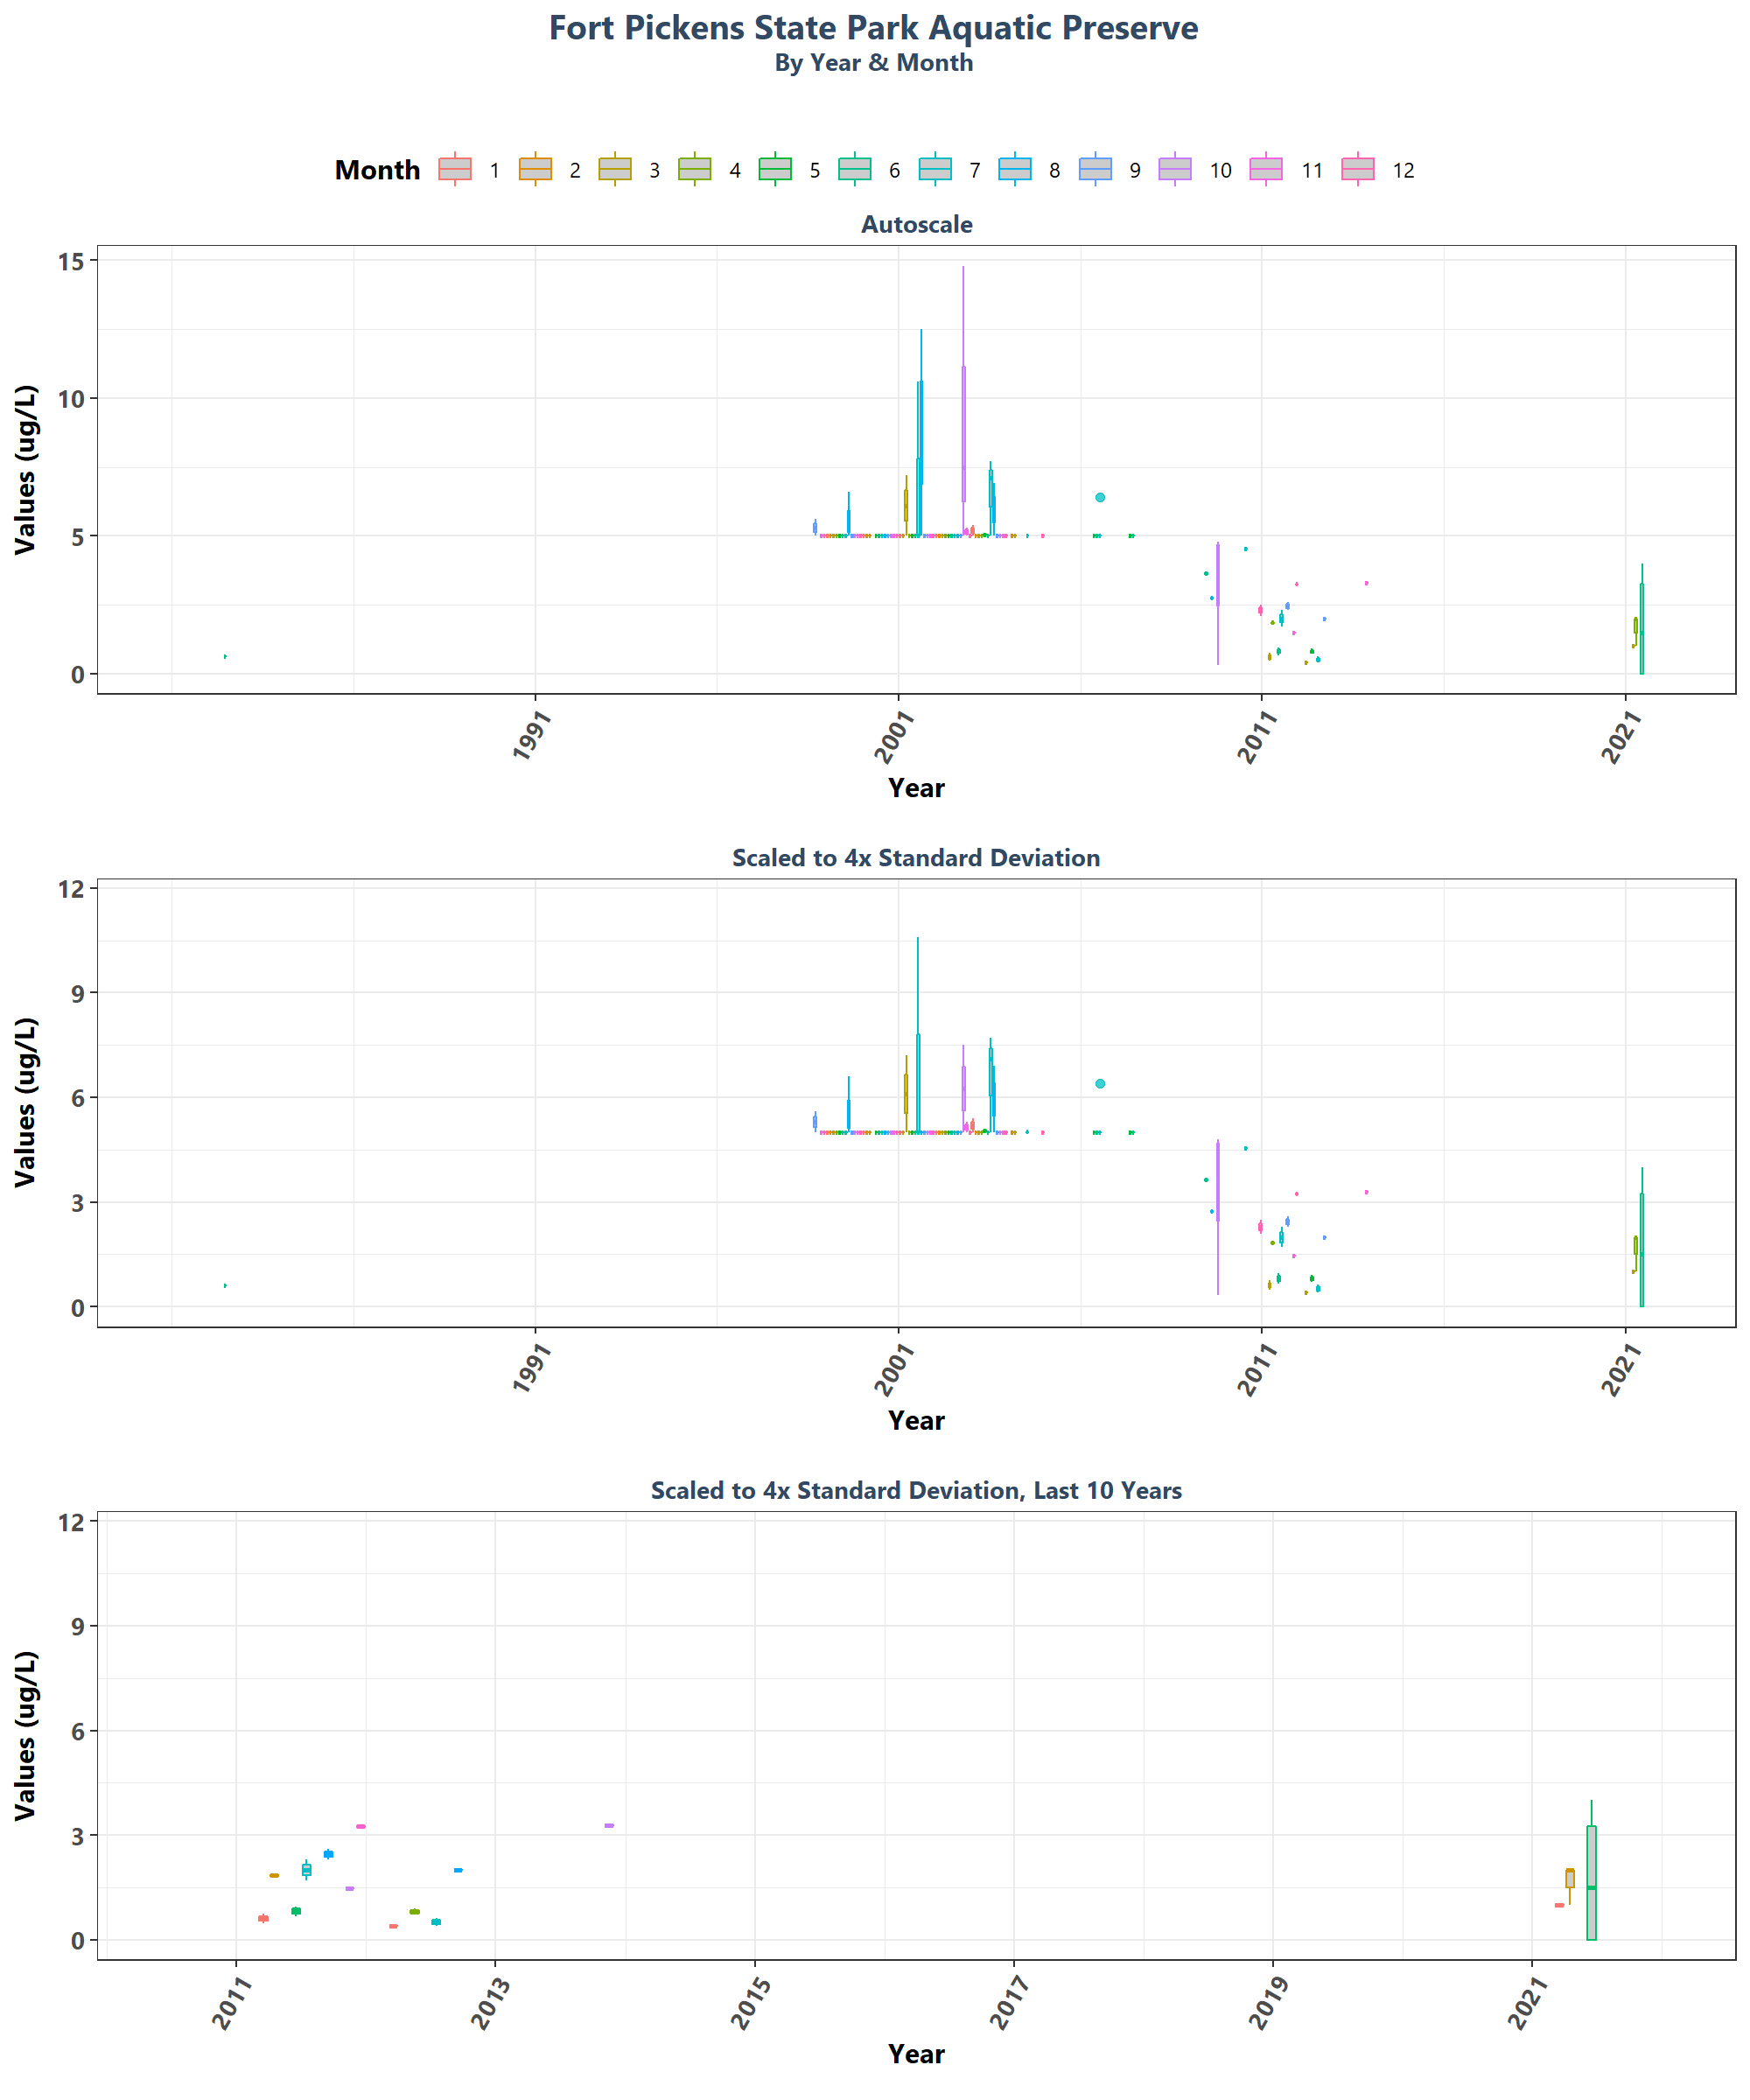 Fort Pickens State Park Aquatic Preserve
By Year & Month
Month 1 2 3 4 5 6 7 8 9 10 11 12
Autoscale
15
10
5
0
Values (ug/L)
1991 2001 2011 2021
Year
Scaled to 4x Standard Deviation
12
9
6
3
0
Values (ug/L)
1991 2001 2011 2021
Year
Scaled to 4x Standard Deviation, Last 10 Years
12
9
6
3
0
Values (ug/L)
2011 2013 2015 2017 2019 2021
Year